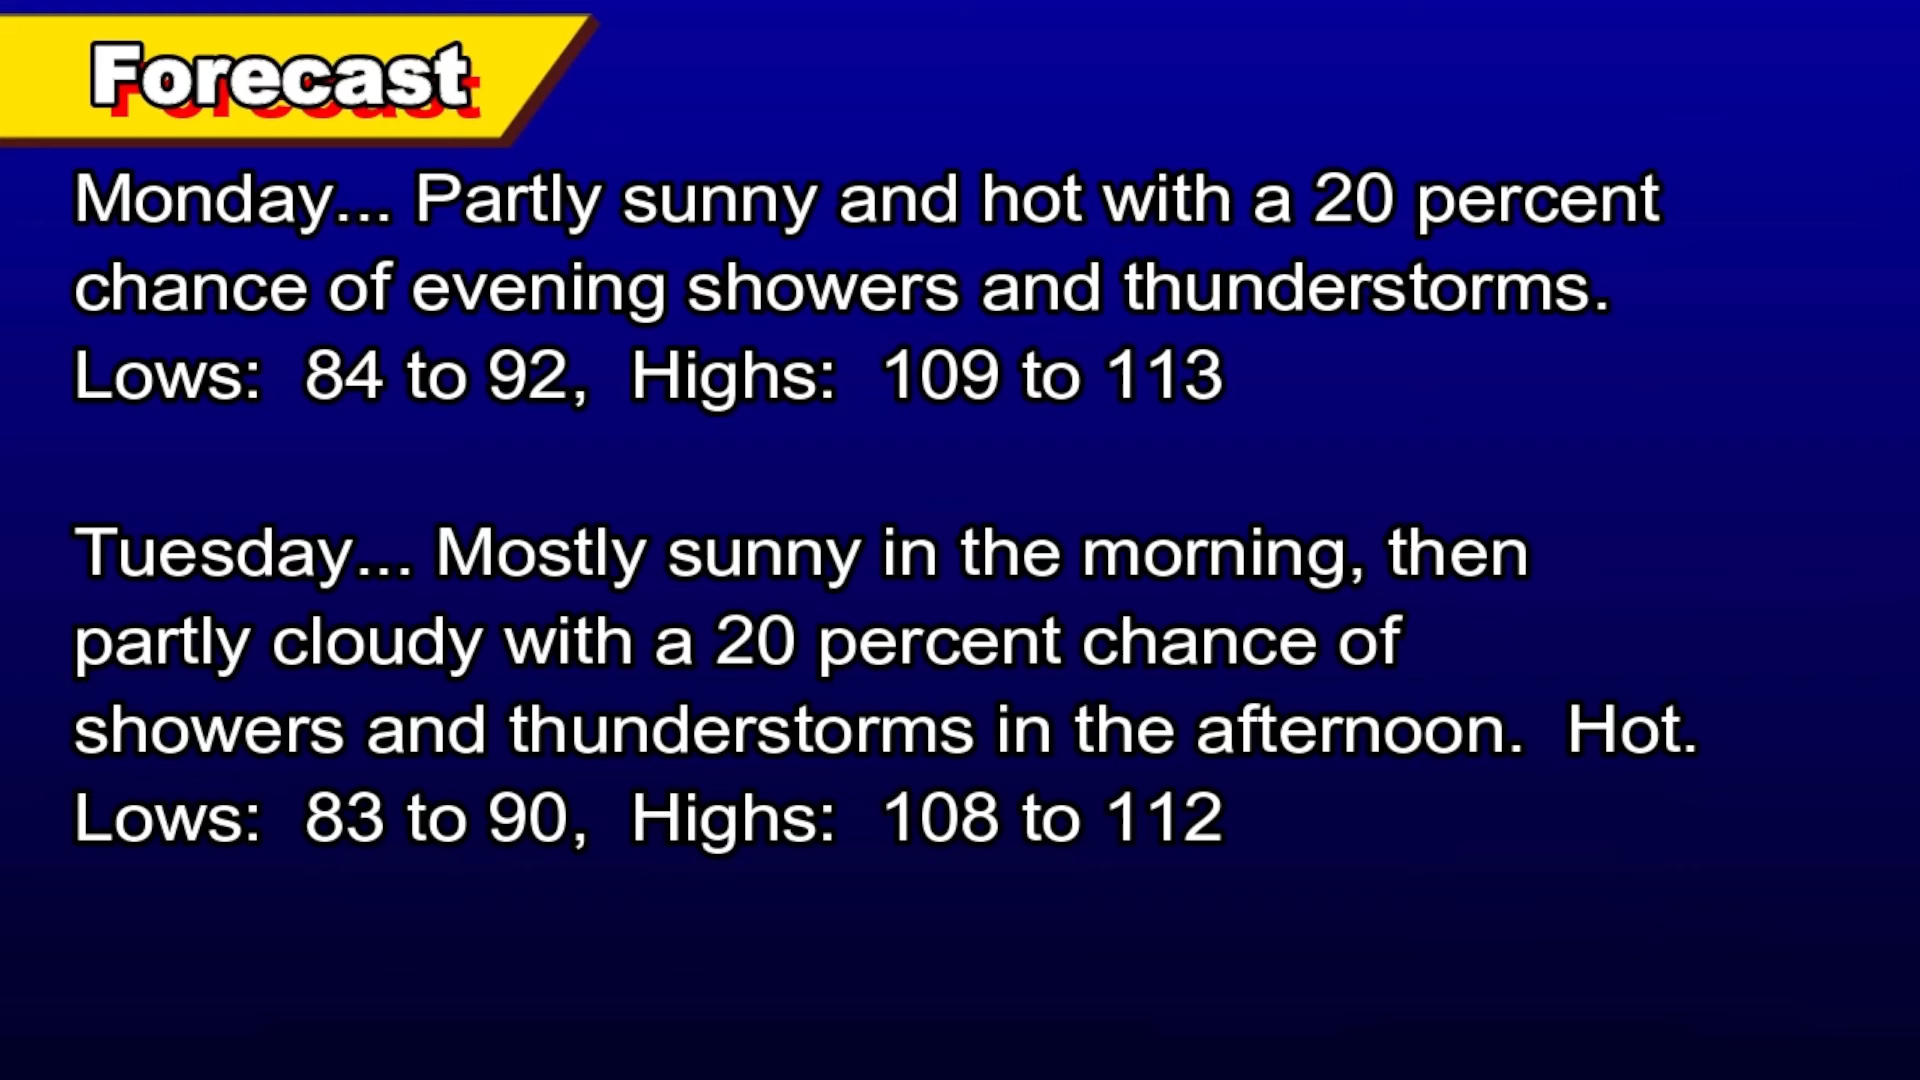 Forecast
Monday... Partly sunny and hot with a 20 percent
chance of evening showers and thunderstorms.
Lows:  84 to 92,  Highs:  109 to 113
Tuesday... Mostly sunny in the morning, then
partly cloudy with a 20 percent chance of
showers and thunderstorms in the afternoon.  Hot.
Lows:  83 to 90,  Highs:  108 to 112